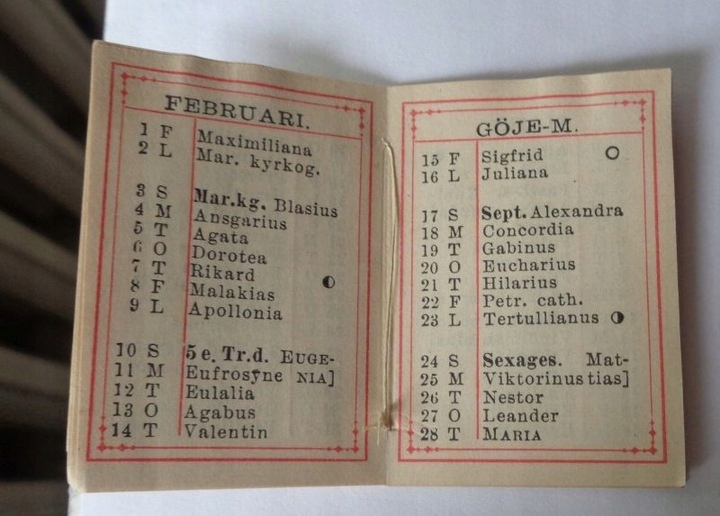 FEBRUARI.
1 F Maximiliana
2 L Mar. kyrkog.
3 S Mar.kg. Blasius
4 M Ansgarius
5 T Agata
6 O Dorotea
7 T Rikard
8 F Malakias
9 L Apollonia
10 S 5 e. Tr.d. EUGE-
11 M Eufrosyne NIA]
12 T Eulalia
13 O Agabus
14 T Valentin
GÖJE-M.
15 F Sigfrid
16 L Juliana
17 S Sept. Alexandra
18 M Concordia
19 T Gabinus
20 O Eucharius
21 T Hilarius
22 F Petr. cath.
23 L Tertullianus
24 S Sexages. Mat-
25 M Viktorinus tias]
26 T Nestor
27 O Leander
28 T MARIA